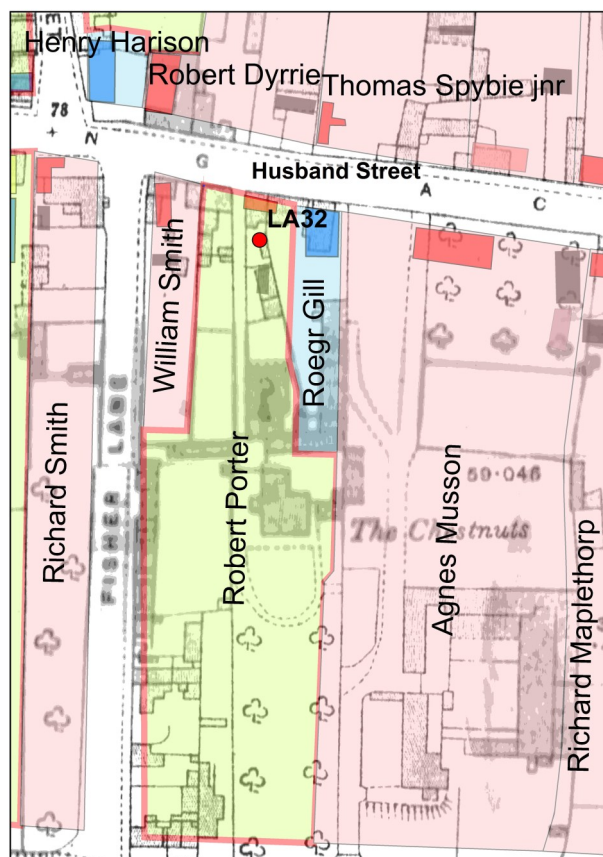 ET
Henry Harison
Robert Dyrrie
Thomas Spybie jnr
78
N
G
A
C
Husband Street
LA32
William Smith
Roegr Gill
Richard Smith
FISHER LANE
Robert Porter
59·046
The Chestnuts
Agnes Musson
Richard Maplethorp